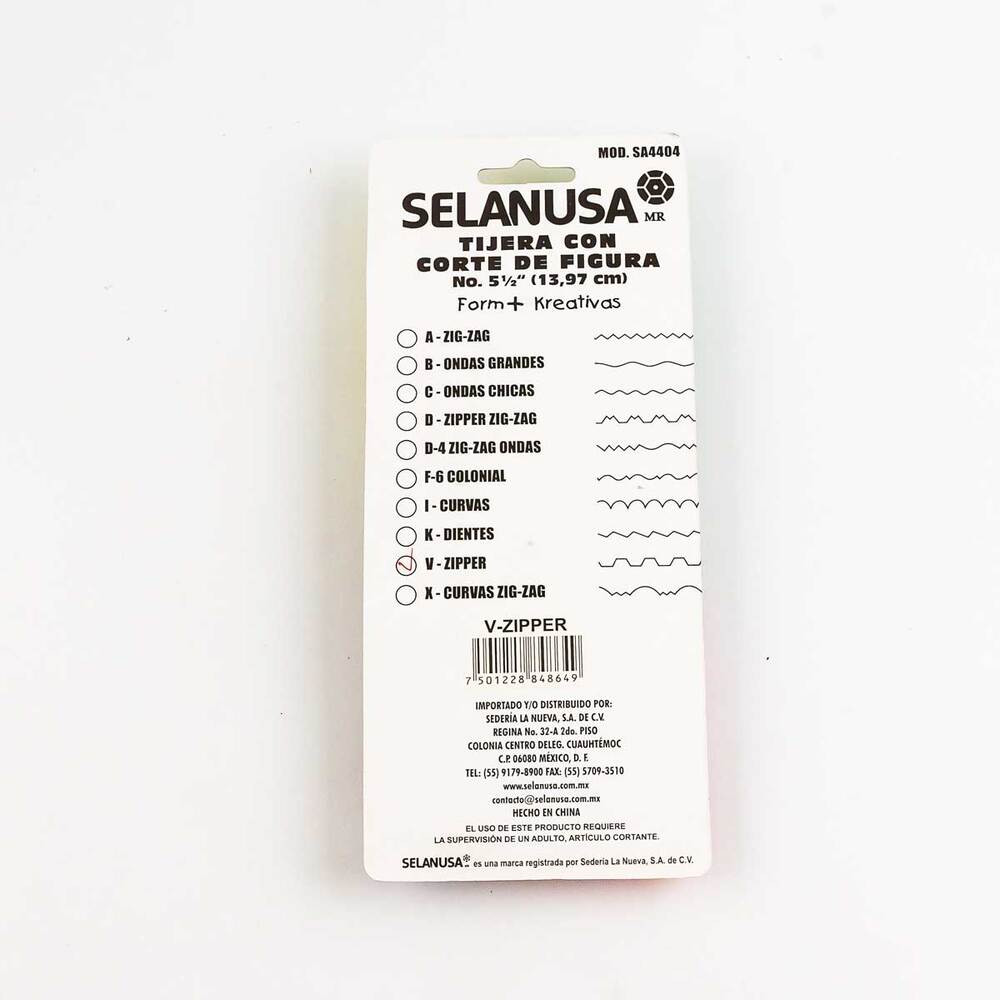 MOD. SA4404
SELANUSA MR
TIJERA CON
CORTE DE FIGURA
No. 5½" (13,97 cm)
Form+ Kreativas
A - ZIG-ZAG
B - ONDAS GRANDES
C - ONDAS CHICAS
D - ZIPPER ZIG-ZAG
D-4 ZIG-ZAG ONDAS
F-6 COLONIAL
I - CURVAS
K - DIENTES
V - ZIPPER
X - CURVAS ZIG-ZAG
V-ZIPPER
7 501228 848649
IMPORTADO Y/O DISTRIBUIDO POR:
SEDERÍA LA NUEVA, S.A. DE C.V.
REGINA No. 32-A 2do. PISO
COLONIA CENTRO DELEG. CUAUHTÉMOC
C.P. 06080 MÉXICO, D. F.
TEL: (55) 9179-8900 FAX: (55) 5709-3510
www.selanusa.com.mx
contacto@selanusa.com.mx
HECHO EN CHINA
EL USO DE ESTE PRODUCTO REQUIERE
LA SUPERVISIÓN DE UN ADULTO, ARTÍCULO CORTANTE.
SELANUSA es una marca registrada por Sedería La Nueva, S.A. de C.V.